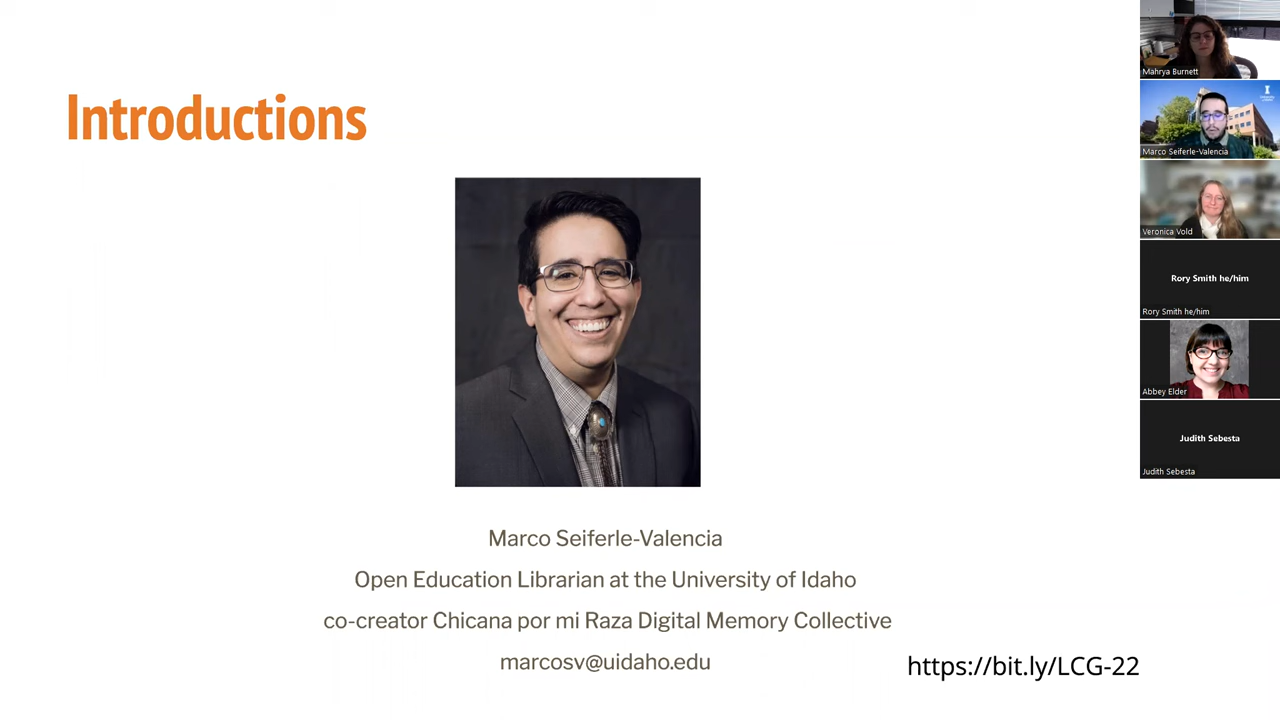 Introductions
Marco Seiferle-Valencia
Open Education Librarian at the University of Idaho
co-creator Chicana por mi Raza Digital Memory Collective
marcosv@uidaho.edu
https://bit.ly/LCG-22
Mahrya Burnett
Marco Seiferle-Valencia
Veronica Vold
Rory Smith he/him
Rory Smith he/him
Abbey Elder
Judith Sebesta
Judith Sebesta